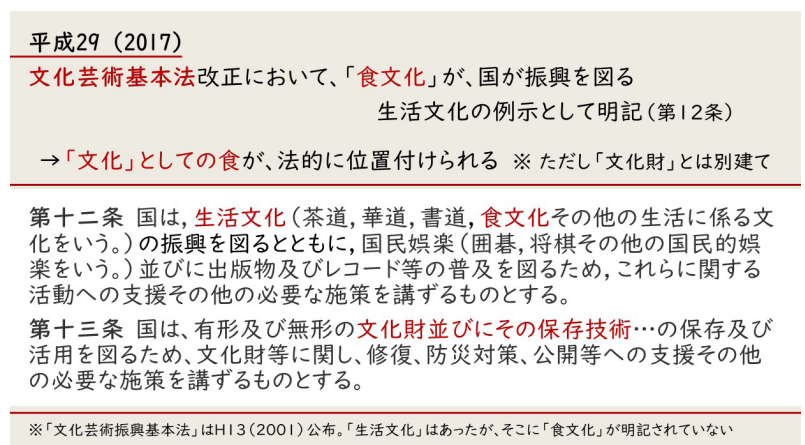 平成29（2017）
文化芸術基本法改正において、「食文化」が、国が振興を図る
生活文化の例示として明記（第12条）
→「文化」としての食が、法的に位置付けられる ※ ただし「文化財」とは別建て
第十二条 国は，生活文化（茶道，華道，書道，食文化その他の生活に係る文
化をいう。）の振興を図るとともに，国民娯楽（囲碁，将棋その他の国民的娯
楽をいう。）並びに出版物及びレコード等の普及を図るため，これらに関する
活動への支援その他の必要な施策を講ずるものとする。
第十三条 国は、有形及び無形の文化財並びにその保存技術…の保存及び
活用を図るため、文化財等に関し、修復、防災対策、公開等への支援その他
の必要な施策を講ずるものとする。
※「文化芸術振興基本法」はH13（2001）公布。「生活文化」はあったが、そこに「食文化」が明記されていない